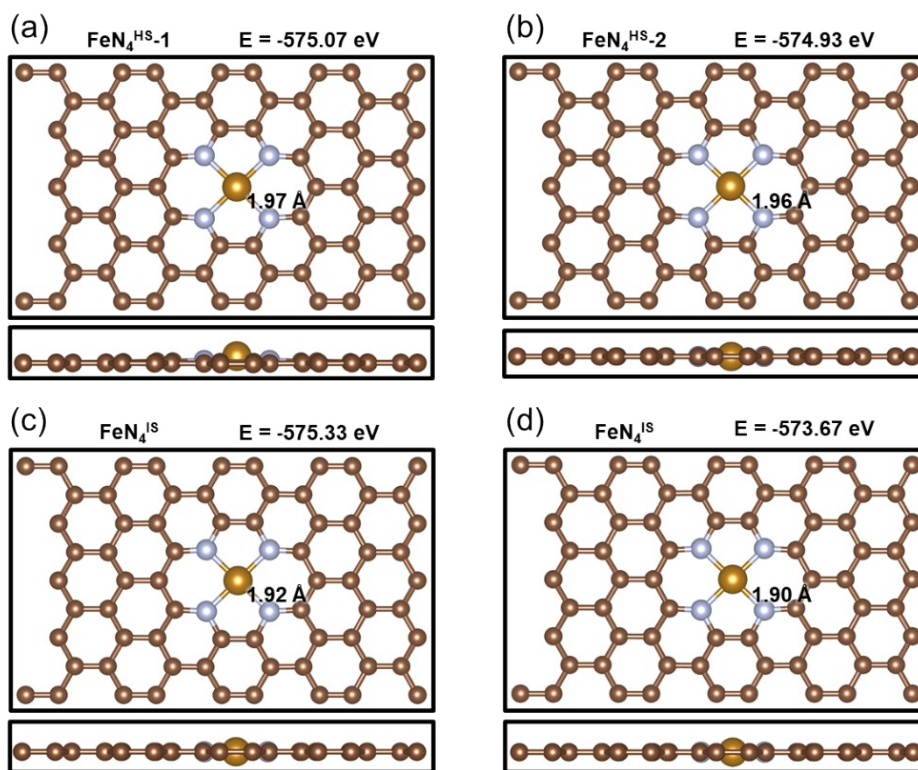 (a)
FeN₄ᴴˢ-1 E = -575.07 eV
1.97 Å
(b)
FeN₄ᴴˢ-2 E = -574.93 eV
1.96 Å
(c)
FeN₄ᴵˢ E = -575.33 eV
1.92 Å
(d)
FeN₄ᴵˢ E = -573.67 eV
1.90 Å